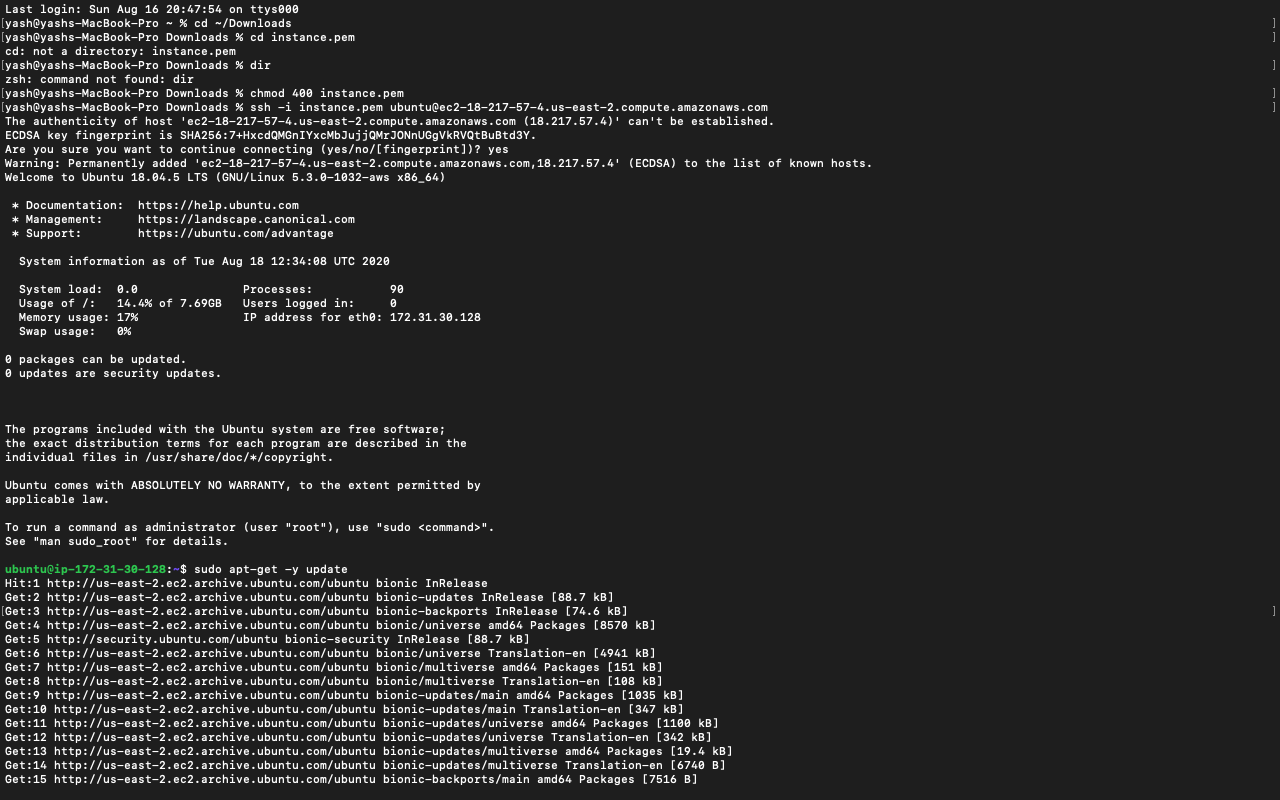 Last login: Sun Aug 16 20:47:54 on ttys000
[yash@yashs-MacBook-Pro ~ % cd ~/Downloads ]
[yash@yashs-MacBook-Pro Downloads % cd instance.pem ]
cd: not a directory: instance.pem
[yash@yashs-MacBook-Pro Downloads % dir ]
zsh: command not found: dir
[yash@yashs-MacBook-Pro Downloads % chmod 400 instance.pem ]
[yash@yashs-MacBook-Pro Downloads % ssh -i instance.pem ubuntu@ec2-18-217-57-4.us-east-2.compute.amazonaws.com ]
The authenticity of host 'ec2-18-217-57-4.us-east-2.compute.amazonaws.com (18.217.57.4)' can't be established.
ECDSA key fingerprint is SHA256:7+HxcdQMGnIYxcMbJujjQMrJONnUGgVkRVQtBuBtd3Y.
Are you sure you want to continue connecting (yes/no/[fingerprint])? yes
Warning: Permanently added 'ec2-18-217-57-4.us-east-2.compute.amazonaws.com,18.217.57.4' (ECDSA) to the list of known hosts.
Welcome to Ubuntu 18.04.5 LTS (GNU/Linux 5.3.0-1032-aws x86_64)
* Documentation:  https://help.ubuntu.com
* Management:     https://landscape.canonical.com
* Support:        https://ubuntu.com/advantage
System information as of Tue Aug 18 12:34:08 UTC 2020
System load:  0.0               Processes:           90
Usage of /:   14.4% of 7.69GB   Users logged in:     0
Memory usage: 17%               IP address for eth0: 172.31.30.128
Swap usage:   0%
0 packages can be updated.
0 updates are security updates.
The programs included with the Ubuntu system are free software;
the exact distribution terms for each program are described in the
individual files in /usr/share/doc/*/copyright.
Ubuntu comes with ABSOLUTELY NO WARRANTY, to the extent permitted by
applicable law.
To run a command as administrator (user "root"), use "sudo <command>".
See "man sudo_root" for details.
ubuntu@ip-172-31-30-128:~$ sudo apt-get -y update
Hit:1 http://us-east-2.ec2.archive.ubuntu.com/ubuntu bionic InRelease
Get:2 http://us-east-2.ec2.archive.ubuntu.com/ubuntu bionic-updates InRelease [88.7 kB]
[Get:3 http://us-east-2.ec2.archive.ubuntu.com/ubuntu bionic-backports InRelease [74.6 kB] ]
Get:4 http://us-east-2.ec2.archive.ubuntu.com/ubuntu bionic/universe amd64 Packages [8570 kB]
Get:5 http://security.ubuntu.com/ubuntu bionic-security InRelease [88.7 kB]
Get:6 http://us-east-2.ec2.archive.ubuntu.com/ubuntu bionic/universe Translation-en [4941 kB]
Get:7 http://us-east-2.ec2.archive.ubuntu.com/ubuntu bionic/multiverse amd64 Packages [151 kB]
Get:8 http://us-east-2.ec2.archive.ubuntu.com/ubuntu bionic/multiverse Translation-en [108 kB]
Get:9 http://us-east-2.ec2.archive.ubuntu.com/ubuntu bionic-updates/main amd64 Packages [1035 kB]
Get:10 http://us-east-2.ec2.archive.ubuntu.com/ubuntu bionic-updates/main Translation-en [347 kB]
Get:11 http://us-east-2.ec2.archive.ubuntu.com/ubuntu bionic-updates/universe amd64 Packages [1100 kB]
Get:12 http://us-east-2.ec2.archive.ubuntu.com/ubuntu bionic-updates/universe Translation-en [342 kB]
Get:13 http://us-east-2.ec2.archive.ubuntu.com/ubuntu bionic-updates/multiverse amd64 Packages [19.4 kB]
Get:14 http://us-east-2.ec2.archive.ubuntu.com/ubuntu bionic-updates/multiverse Translation-en [6740 B]
Get:15 http://us-east-2.ec2.archive.ubuntu.com/ubuntu bionic-backports/main amd64 Packages [7516 B]